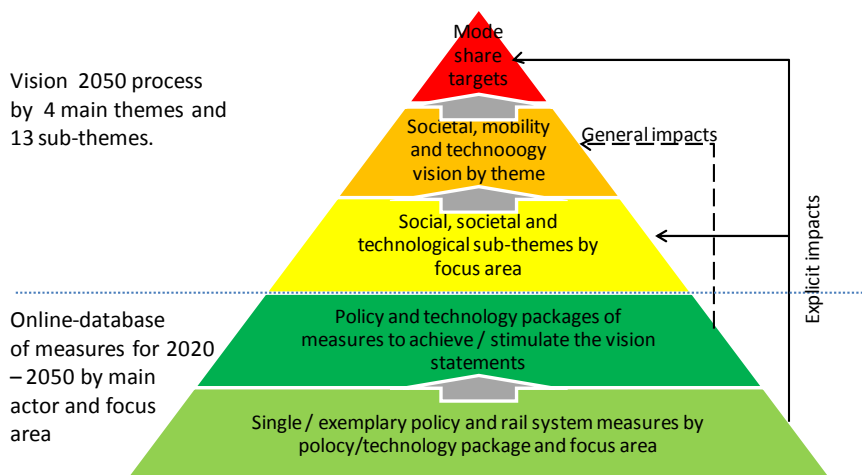 Mode
share
targets
Vision 2050 process
by 4 main themes and
13 sub-themes.
Societal, mobility
and technooogy
vision by theme
General impacts
Social, societal and
technological sub-themes by
focus area
Explicit impacts
Online-database
of measures for 2020
– 2050 by main
actor and focus
area
Policy and technology packages of
measures to achieve / stimulate the vision
statements
Single / exemplary policy and rail system measures by
polocy/technology package and focus area